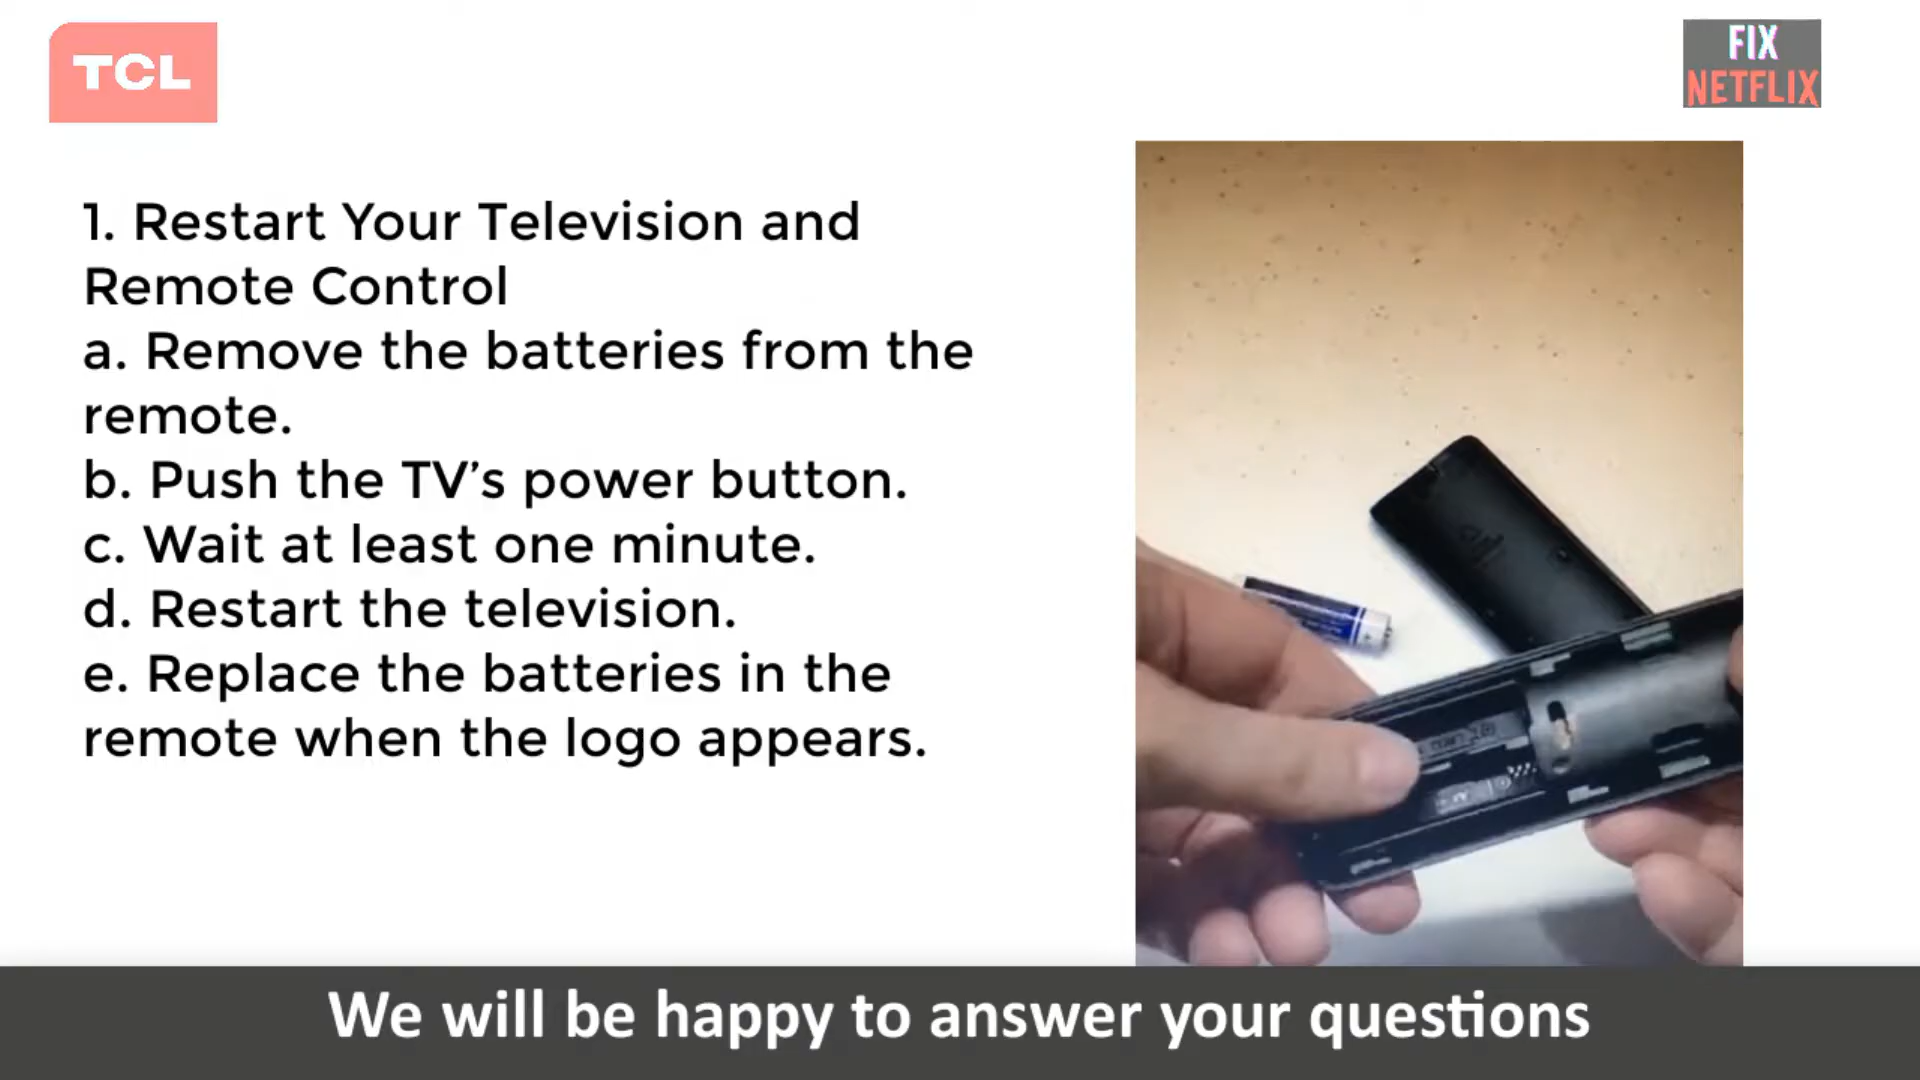 TCL
FIX
NETFLIX
1. Restart Your Television and
Remote Control
a. Remove the batteries from the
remote.
b. Push the TV’s power button.
c. Wait at least one minute.
d. Restart the television.
e. Replace the batteries in the
remote when the logo appears.
We will be happy to answer your questions